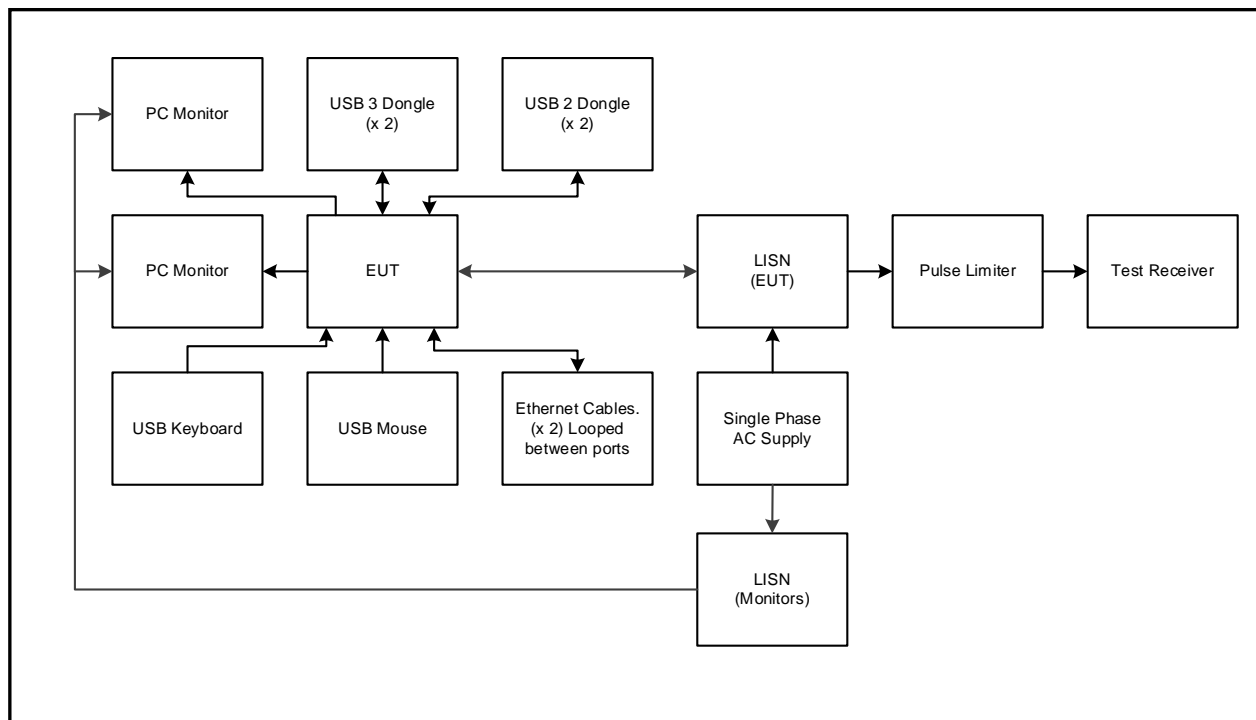 PC Monitor
USB 3 Dongle
(x 2)
USB 2 Dongle
(x 2)
PC Monitor
EUT
LISN
(EUT)
Pulse Limiter
Test Receiver
USB Keyboard
USB Mouse
Ethernet Cables.
(x 2) Looped
between ports
Single Phase
AC Supply
LISN
(Monitors)